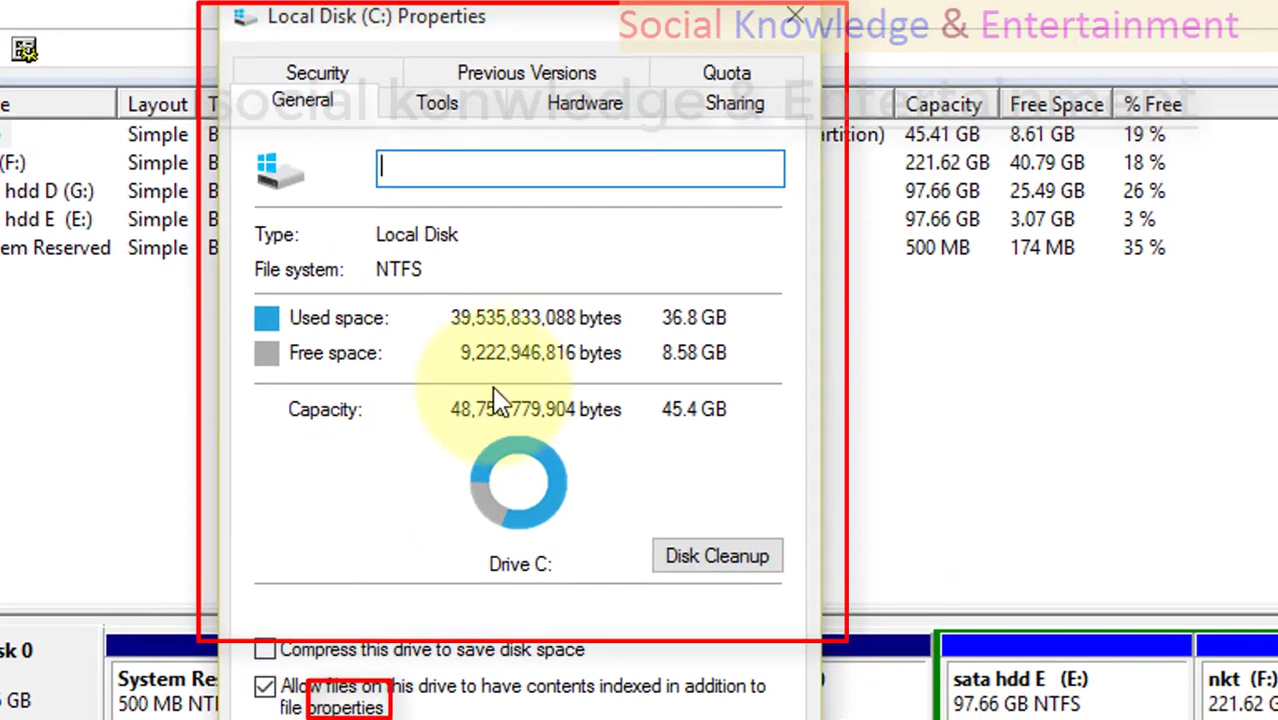 Local Disk (C:) Properties
Social Knowledge & Entertainment
social konwledge & Entertainment
Security Previous Versions Quota
General Tools Hardware Sharing
e Layout T Capacity Free Space % Free
Simple B artition) 45.41 GB 8.61 GB 19 %
(F:) Simple B 221.62 GB 40.79 GB 18 %
hdd D (G:) Simple B 97.66 GB 25.49 GB 26 %
hdd E (E:) Simple B 97.66 GB 3.07 GB 3 %
em Reserved Simple B 500 MB 174 MB 35 %
Type: Local Disk
File system: NTFS
Used space: 39,535,833,088 bytes 36.8 GB
Free space: 9,222,946,816 bytes 8.58 GB
Capacity: bytes 45.4 GB
Drive C:
Disk Cleanup
Compress this drive to save disk space
Allow files on this drive to have contents indexed in addition to
file properties
sk 0
GB
System Re
500 MB NTF
sata hdd E (E:)
97.66 GB NTFS
nkt (F:)
221.62 G